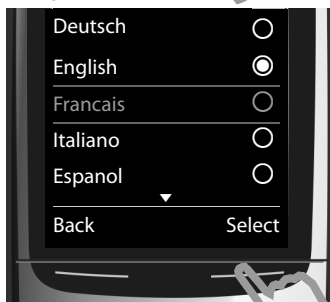 Deutsch
English
Francais
Italiano
Espanol
Back Select